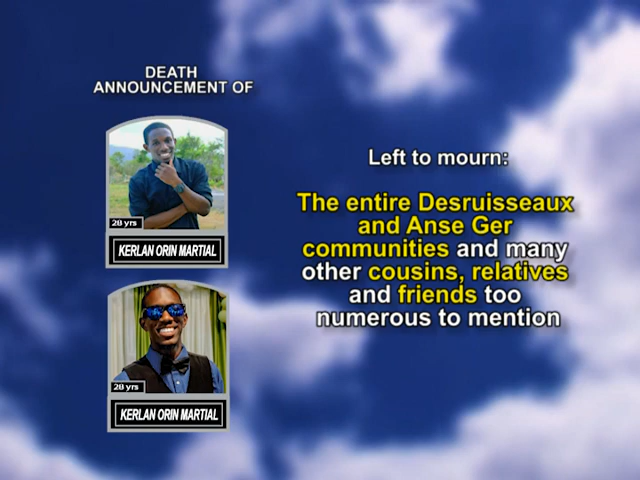 DEATH
ANNOUNCEMENT OF
28 yrs
KERLAN ORIN MARTIAL
28 yrs
KERLAN ORIN MARTIAL
Left to mourn:
The entire Desruisseaux
and Anse Ger
communities and many
other cousins, relatives
and friends too
numerous to mention